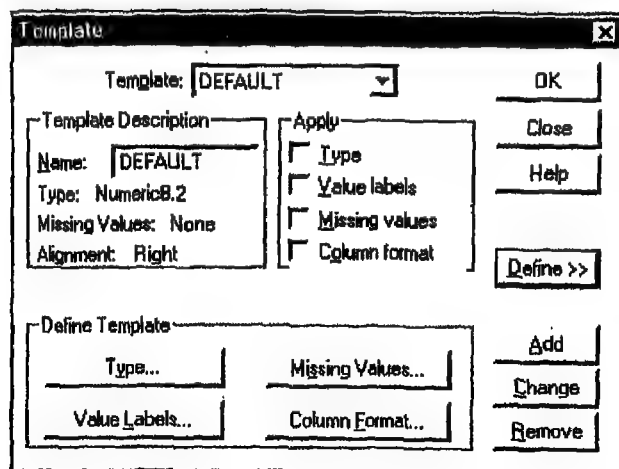 Template
Template: DEFAULT
OK
Close
Help
Define >>
Template Description
Name: DEFAULT
Type: Numeric8.2
Missing Values: None
Alignment: Right
Apply
Type
Value labels
Missing values
Column format
Define Template
Type...
Missing Values...
Value Labels...
Column Format...
Add
Change
Remove